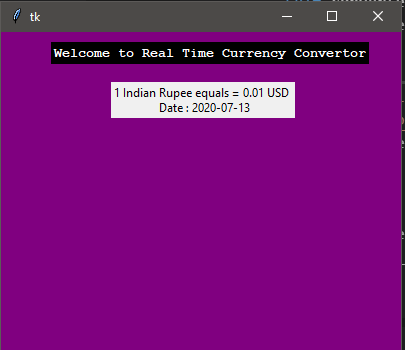 tk
Welcome to Real Time Currency Convertor
1 Indian Rupee equals = 0.01 USD
Date : 2020-07-13